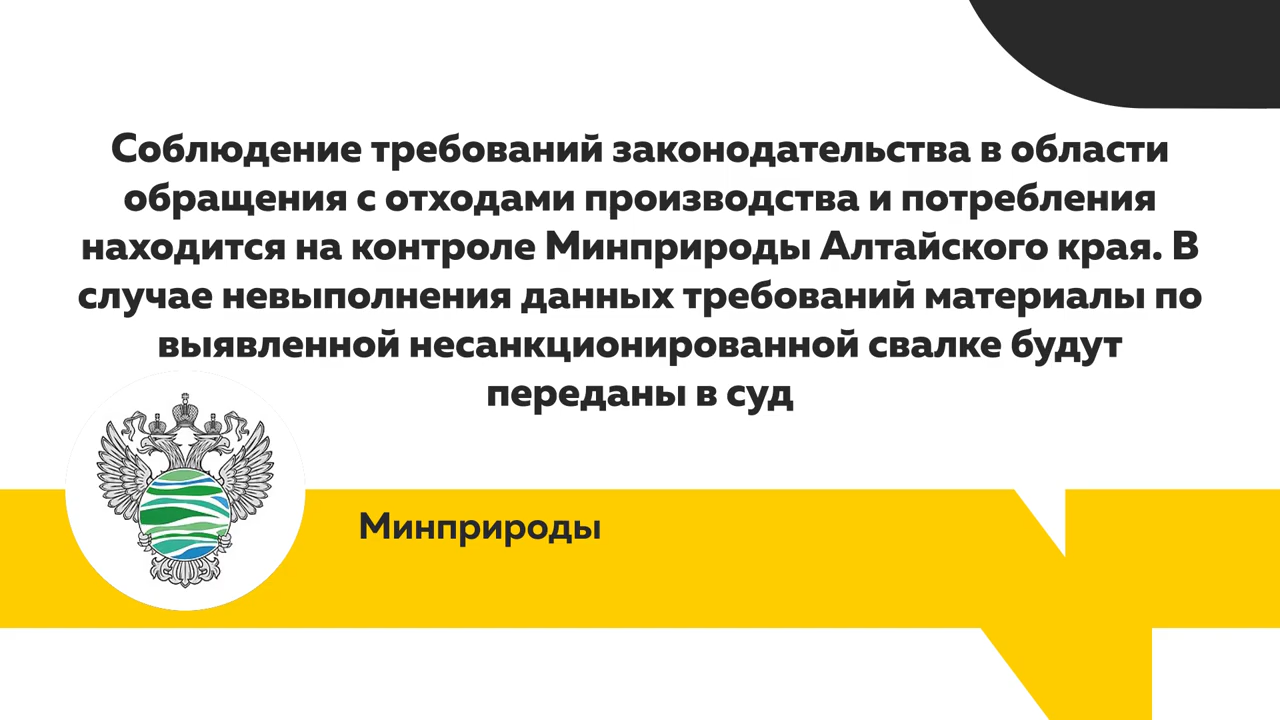 Соблюдение требований законодательства в области
обращения с отходами производства и потребления
находится на контроле Минприроды Алтайского края. В
случае невыполнения данных требований материалы по
выявленной несанкционированной свалке будут
переданы в суд
Минприроды